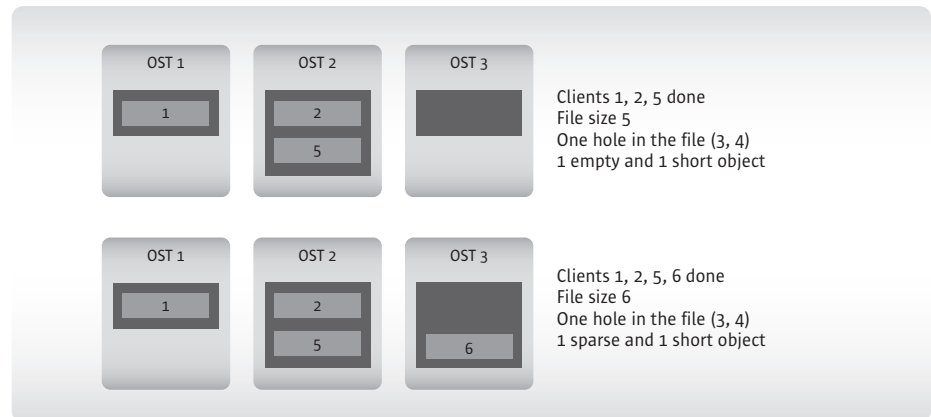 OST 1
OST 2
OST 3
1
2
5
Clients 1, 2, 5 done
File size 5
One hole in the file (3, 4)
1 empty and 1 short object
OST 1
OST 2
OST 3
1
2
5
6
Clients 1, 2, 5, 6 done
File size 6
One hole in the file (3, 4)
1 sparse and 1 short object